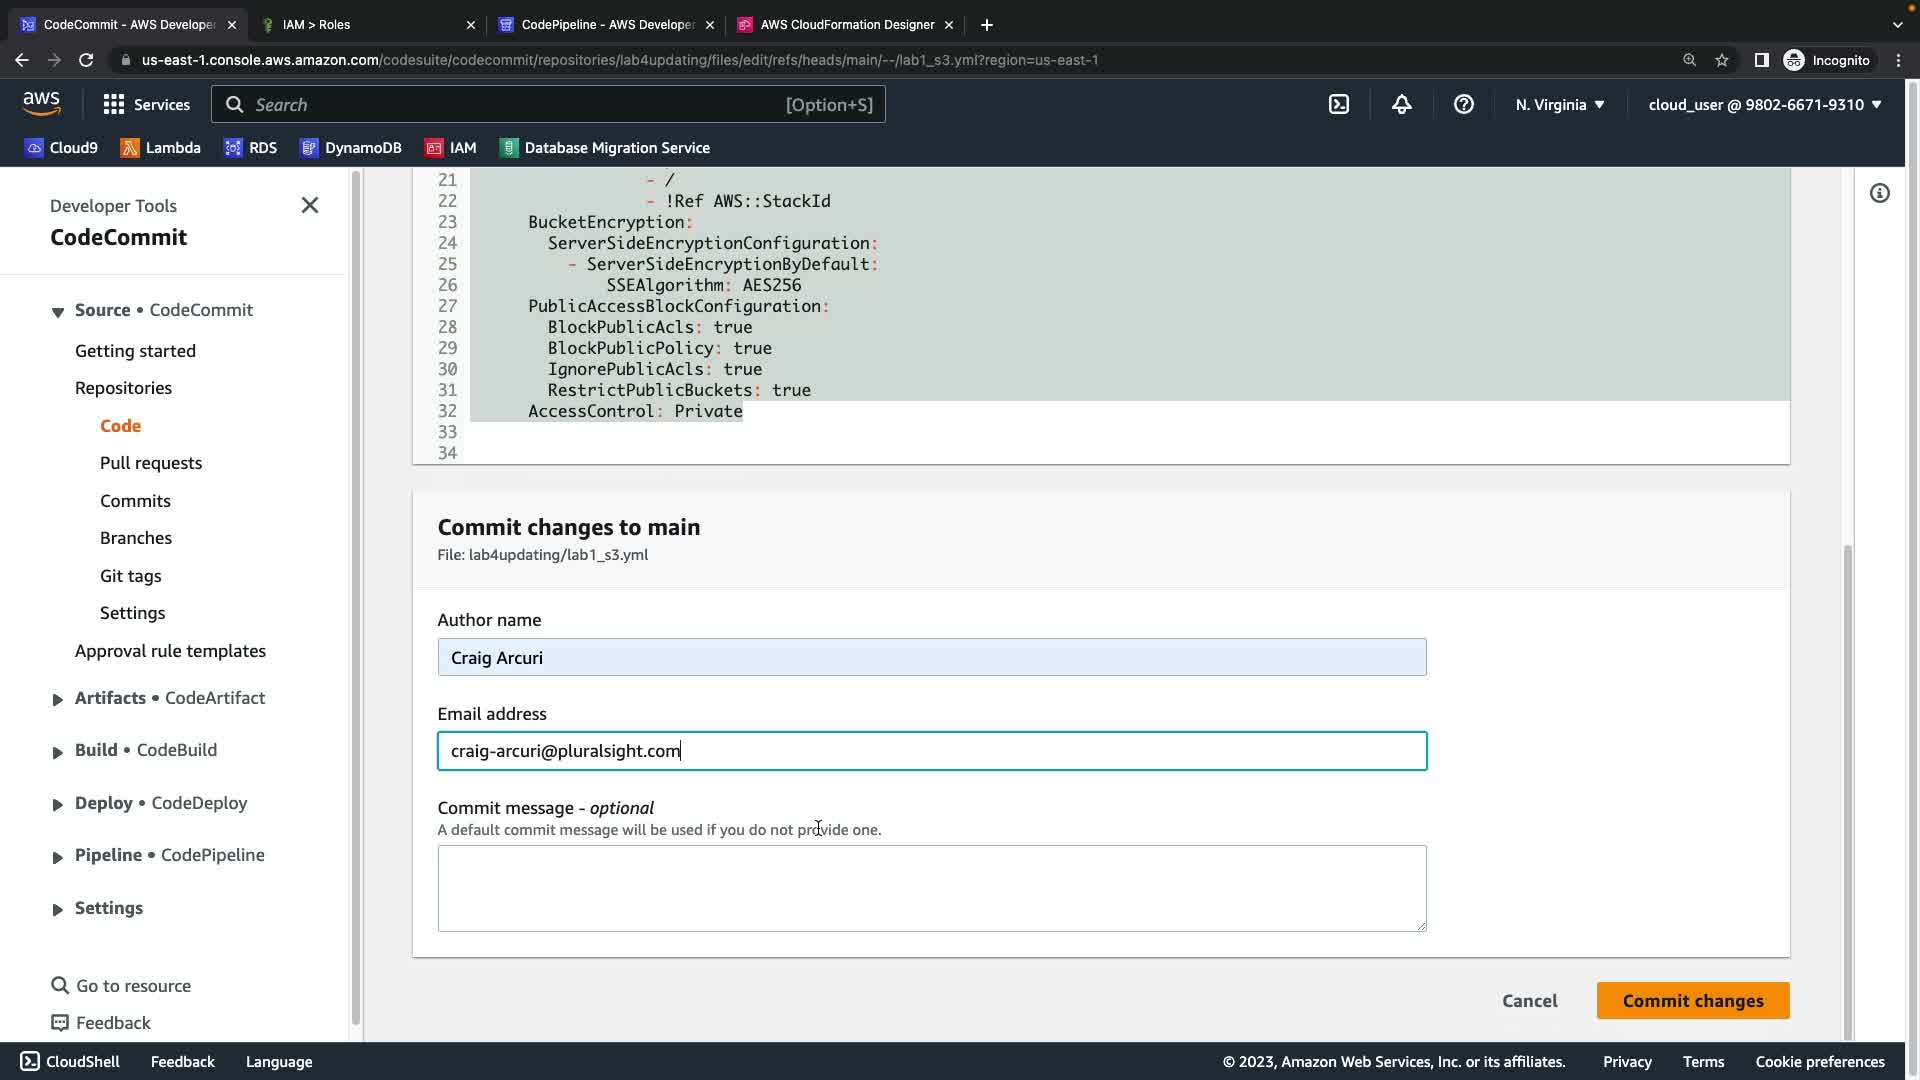 CodeCommit - AWS Develope
IAM > Roles
CodePipeline - AWS Develope
AWS CloudFormation Designer
us-east-1.console.aws.amazon.com/codesuite/codecommit/repositories/lab4updating/files/edit/refs/heads/main/--/lab1_s3.yml?region=us-east-1
Incognito
aws
Services
Search
[Option+S]
N. Virginia
cloud_user @ 9802-6671-9310
Cloud9
Lambda
RDS
DynamoDB
IAM
Database Migration Service
Developer Tools
CodeCommit
Source • CodeCommit
Getting started
Repositories
Code
Pull requests
Commits
Branches
Git tags
Settings
Approval rule templates
Artifacts • CodeArtifact
Build • CodeBuild
Deploy • CodeDeploy
Pipeline • CodePipeline
Settings
Go to resource
Feedback
21 - /
22 - !Ref AWS::StackId
23 BucketEncryption:
24 ServerSideEncryptionConfiguration:
25 - ServerSideEncryptionByDefault:
26 SSEAlgorithm: AES256
27 PublicAccessBlockConfiguration:
28 BlockPublicAcls: true
29 BlockPublicPolicy: true
30 IgnorePublicAcls: true
31 RestrictPublicBuckets: true
32 AccessControl: Private
33
34
Commit changes to main
File: lab4updating/lab1_s3.yml
Author name
Craig Arcuri
Email address
craig-arcuri@pluralsight.com
Commit message - optional
A default commit message will be used if you do not provide one.
Cancel
Commit changes
CloudShell
Feedback
Language
© 2023, Amazon Web Services, Inc. or its affiliates.
Privacy
Terms
Cookie preferences